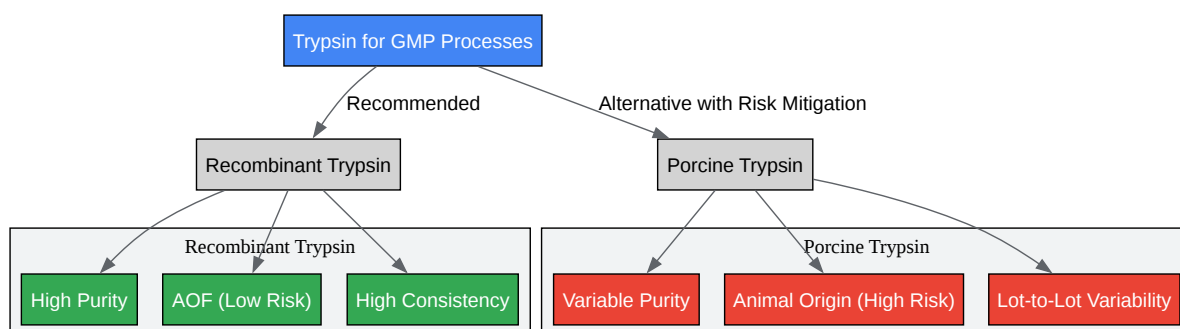 Trypsin for GMP Processes
Recommended
Alternative with Risk Mitigation
Recombinant Trypsin
Porcine Trypsin
Recombinant Trypsin
Porcine Trypsin
High Purity
AOF (Low Risk)
High Consistency
Variable Purity
Animal Origin (High Risk)
Lot-to-Lot Variability